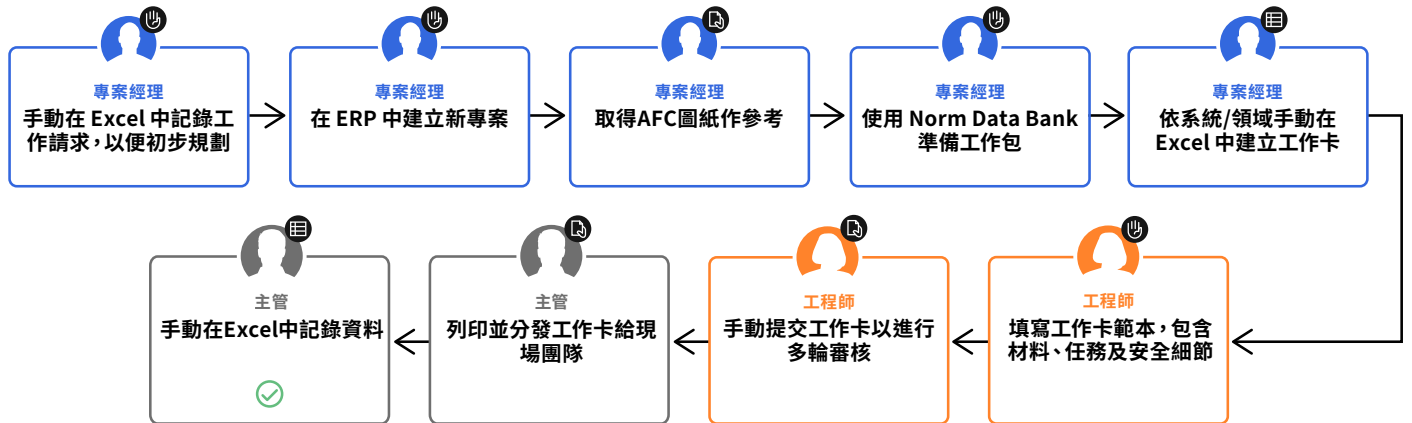 專案經理
手動在 Excel 中記錄工
作請求，以便初步規劃
專案經理
在 ERP 中建立新專案
專案經理
取得AFC圖紙作參考
專案經理
使用 Norm Data Bank
準備工作包
專案經理
依系統/領域手動在
Excel 中建立工作卡
工程師
填寫工作卡範本，包含
材料、任務及安全細節
工程師
手動提交工作卡以進行
多輪審核
主管
列印並分發工作卡給現
場團隊
主管
手動在Excel中記錄資料